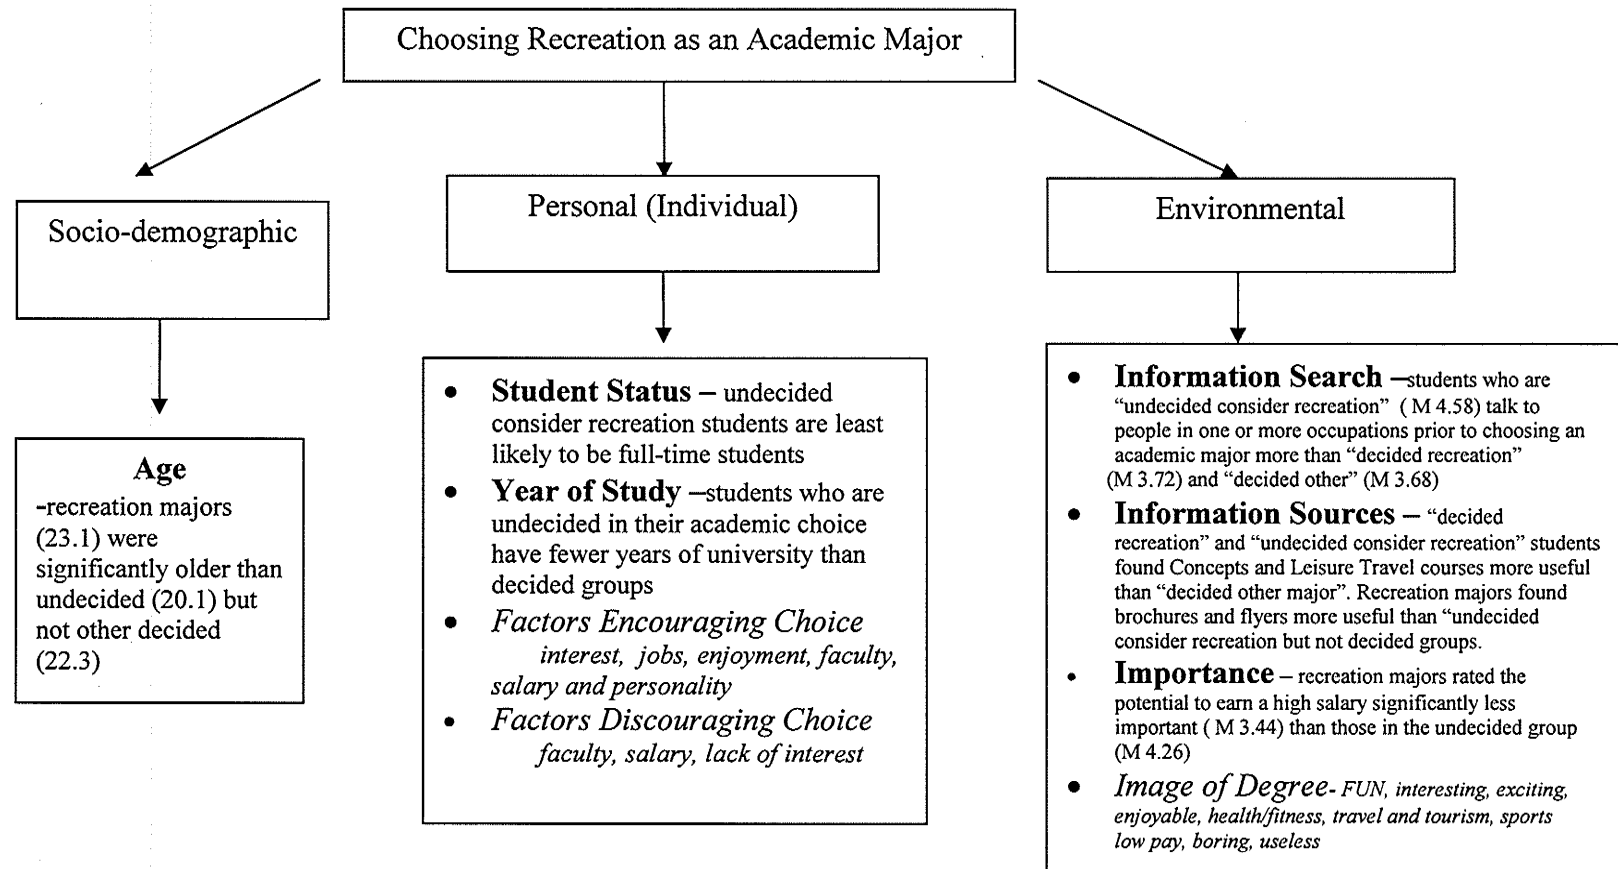 Choosing Recreation as an Academic Major
Socio-demographic
Personal (Individual)
Environmental
Age
-recreation majors
(23.1) were
significantly older than
undecided (20.1) but
not other decided
(22.3)
• Student Status – undecided
consider recreation students are least
likely to be full-time students
• Year of Study –students who are
undecided in their academic choice
have fewer years of university than
decided groups
• Factors Encouraging Choice
interest, jobs, enjoyment, faculty,
salary and personality
• Factors Discouraging Choice
faculty, salary, lack of interest
• Information Search –students who are
“undecided consider recreation” ( M 4.58) talk to
people in one or more occupations prior to choosing an
academic major more than “decided recreation”
(M 3.72) and “decided other” (M 3.68)
• Information Sources – “decided
recreation” and “undecided consider recreation” students
found Concepts and Leisure Travel courses more useful
than “decided other major”. Recreation majors found
brochures and flyers more useful than “undecided
consider recreation but not decided groups.
• Importance – recreation majors rated the
potential to earn a high salary significantly less
important ( M 3.44) than those in the undecided group
(M 4.26)
• Image of Degree- FUN, interesting, exciting,
enjoyable, health/fitness, travel and tourism, sports
low pay, boring, useless